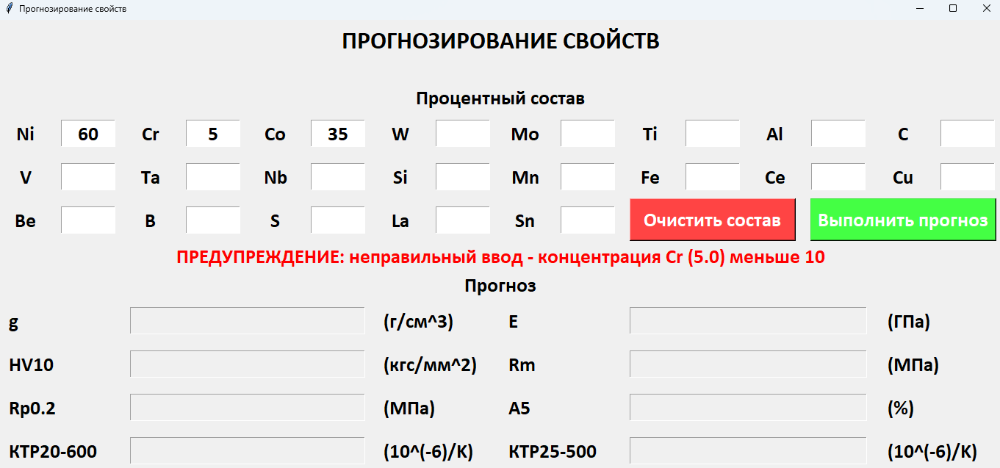 Прогнозирование свойств
ПРОГНОЗИРОВАНИЕ СВОЙСТВ
Процентный состав
Ni 60 Cr 5 Co 35 W Mo Ti Al C
V Ta Nb Si Mn Fe Ce Cu
Be B S La Sn Очистить состав Выполнить прогноз
ПРЕДУПРЕЖДЕНИЕ: неправильный ввод - концентрация Cr (5.0) меньше 10
Прогноз
g (г/см^3) E (ГПа)
HV10 (кгс/мм^2) Rm (МПа)
Rp0.2 (МПа) A5 (%)
КТР20-600 (10^(-6)/K) КТР25-500 (10^(-6)/K)